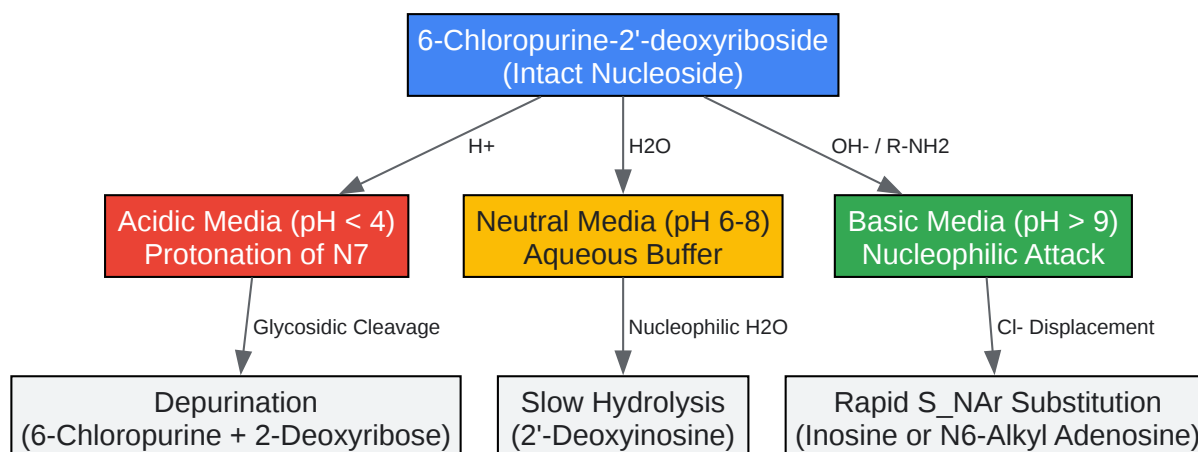 6-Chloropurine-2'-deoxyriboside
(Intact Nucleoside)
H+
H2O
OH- / R-NH2
Acidic Media (pH < 4)
Protonation of N7
Neutral Media (pH 6-8)
Aqueous Buffer
Basic Media (pH > 9)
Nucleophilic Attack
Glycosidic Cleavage
Nucleophilic H2O
Cl- Displacement
Depurination
(6-Chloropurine + 2-Deoxyribose)
Slow Hydrolysis
(2'-Deoxyinosine)
Rapid S_NAr Substitution
(Inosine or N6-Alkyl Adenosine)